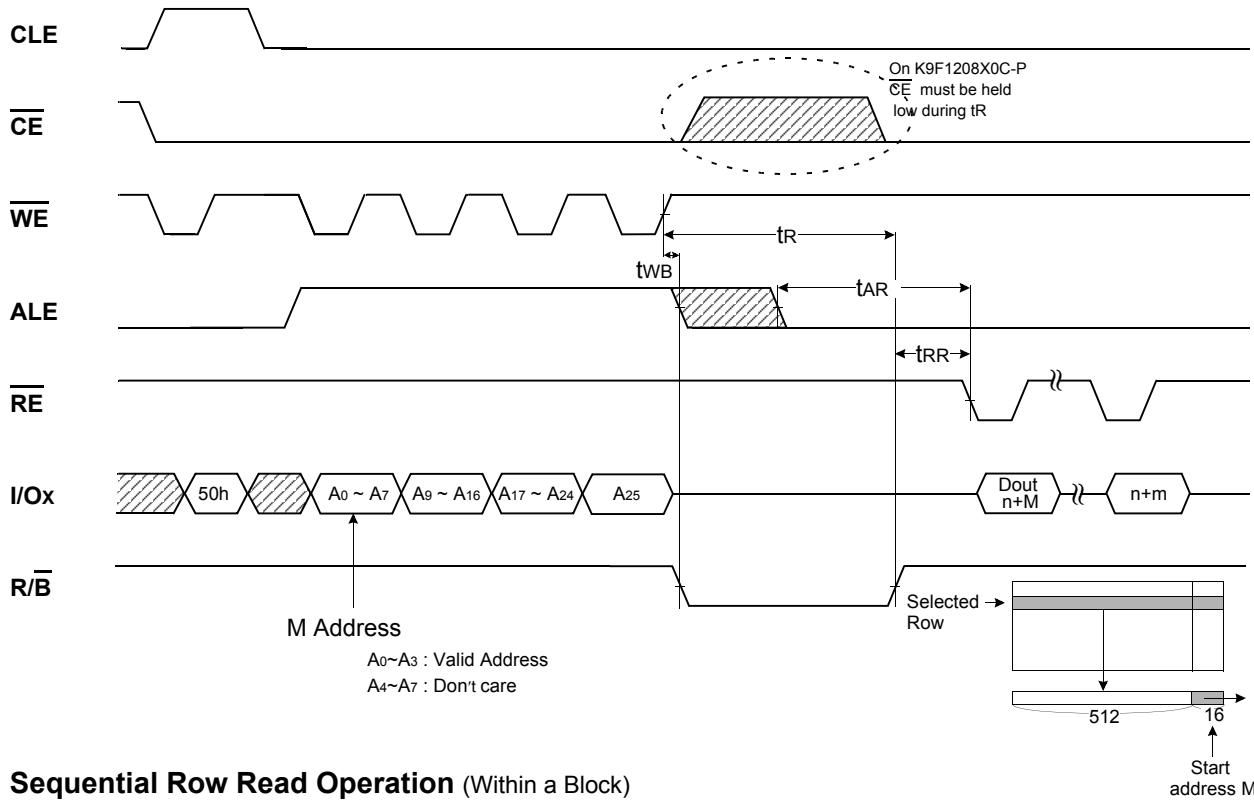 CLE
On K9F1208X0C-P
CE must be held
low during tR
CE
WE
tR
tWB
tAR
ALE
tRR
RE
I/Ox
50h
A0 ~ A7
A9 ~ A16
A17 ~ A24
A25
Dout
n+M
n+m
R/B
M Address
A0~A3 : Valid Address
A4~A7 : Don't care
Selected
Row
512
16
Start
address M
Sequential Row Read Operation (Within a Block)